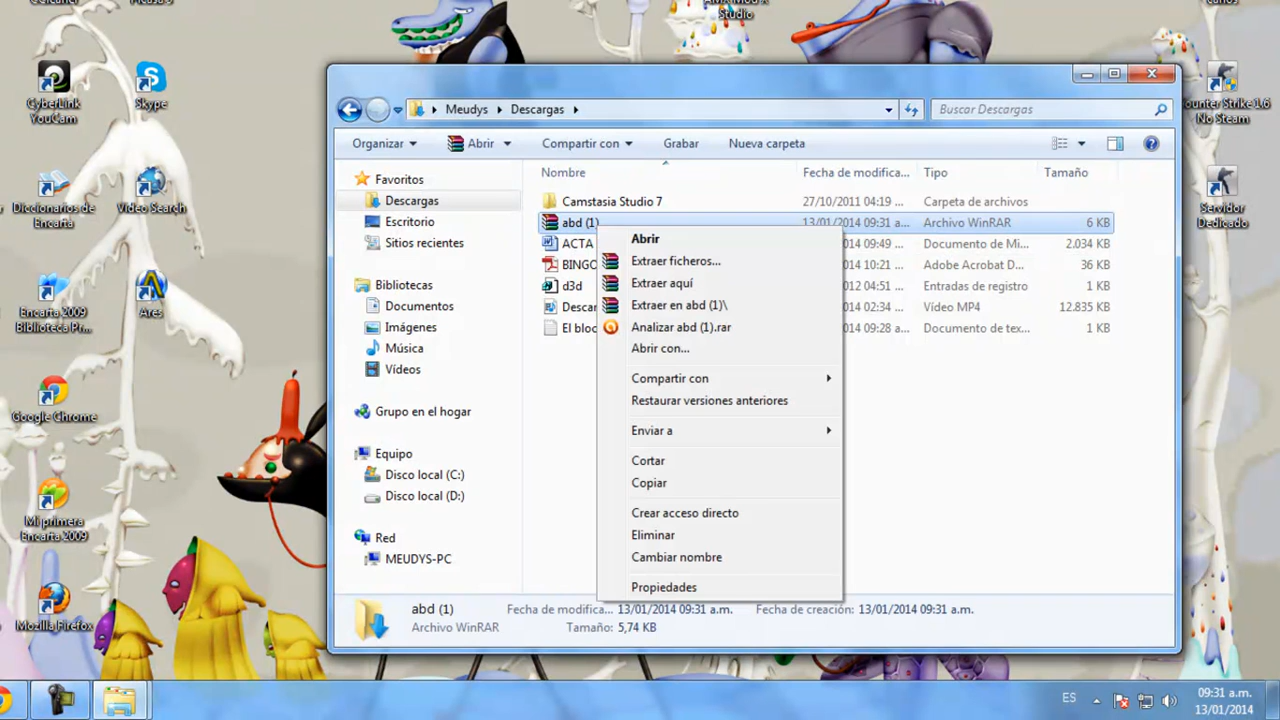 Studio
CyberLink
YouCam
Skype
Counter Strike 1.6
No Steam
Diccionarios de
Encarta
Video Search
Servidor
Dedicado
Encarta 2009
Biblioteca Pr...
Ares
Google Chrome
Mi primera
Encarta 2009
Mozilla Firefox
Meudys
Descargas
Buscar Descargas
Organizar
Abrir
Compartir con
Grabar
Nueva carpeta
Favoritos
Descargas
Escritorio
Sitios recientes
Bibliotecas
Documentos
Imágenes
Música
Vídeos
Grupo en el hogar
Equipo
Disco local (C:)
Disco local (D:)
Red
MEUDYS-PC
Nombre Fecha de modifica... Tipo Tamaño
Camstasia Studio 7 27/10/2011 04:19 ... Carpeta de archivos
abd (1) 13/01/2014 09:31 a... Archivo WinRAR 6 KB
ACTA 2014 09:49 ... Documento de Mi... 2.034 KB
BINGO 2014 10:21 ... Adobe Acrobat D... 36 KB
d3d 2012 04:51 ... Entradas de registro 1 KB
Descar 2014 02:34 ... Vídeo MP4 12.835 KB
El bloc 2014 09:28 ... Documento de tex... 1 KB
Abrir
Extraer ficheros...
Extraer aquí
Extraer en abd (1)\
Analizar abd (1).rar
Abrir con...
Compartir con
Restaurar versiones anteriores
Enviar a
Cortar
Copiar
Crear acceso directo
Eliminar
Cambiar nombre
Propiedades
abd (1) Fecha de modifica... 13/01/2014 09:31 a.m. Fecha de creación: 13/01/2014 09:31 a.m.
Archivo WinRAR Tamaño: 5,74 KB
ES
09:31 a.m.
13/01/2014